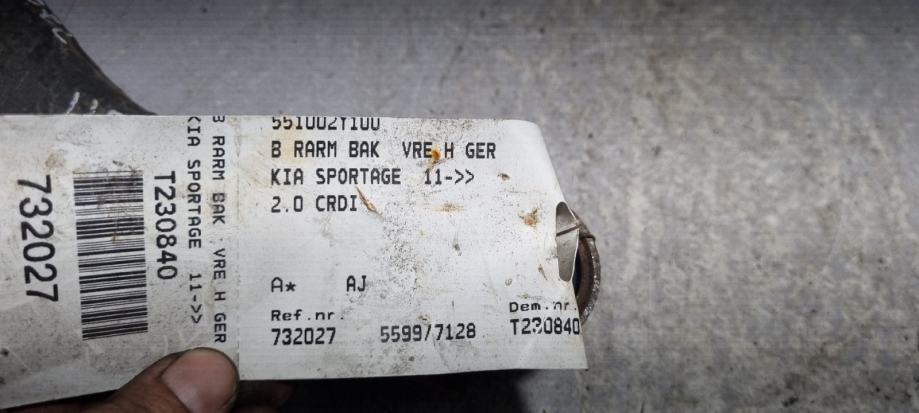 551002Y100
B RARM BAK VRE H GER
KIA SPORTAGE 11->>
2.0 CRDI
A* AJ
Ref.nr. Dem.nr.
732027 5599/7128 T230840
B RARM BAK VRE H GER
KIA SPORTAGE 11->>
T230840
732027